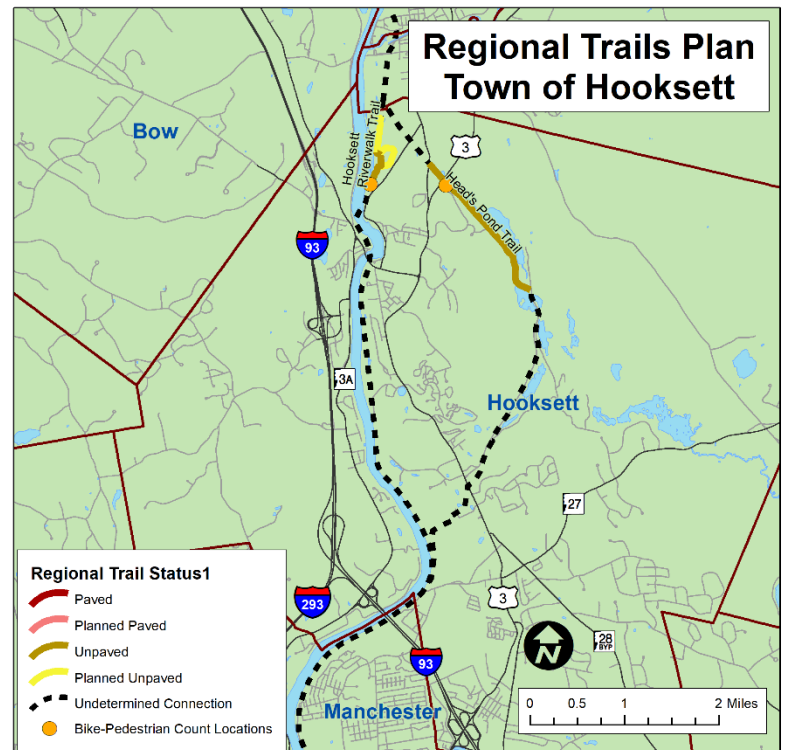 Regional Trails Plan
Town of Hooksett
Bow
Hooksett
Riverwalk Trail
3
Head's Pond Trail
93
3A
Hooksett
27
293
3
28
BYP
93
N
Manchester
Regional Trail Status1
Paved
Planned Paved
Unpaved
Planned Unpaved
Undetermined Connection
Bike-Pedestrian Count Locations
0 0.5 1 2 Miles